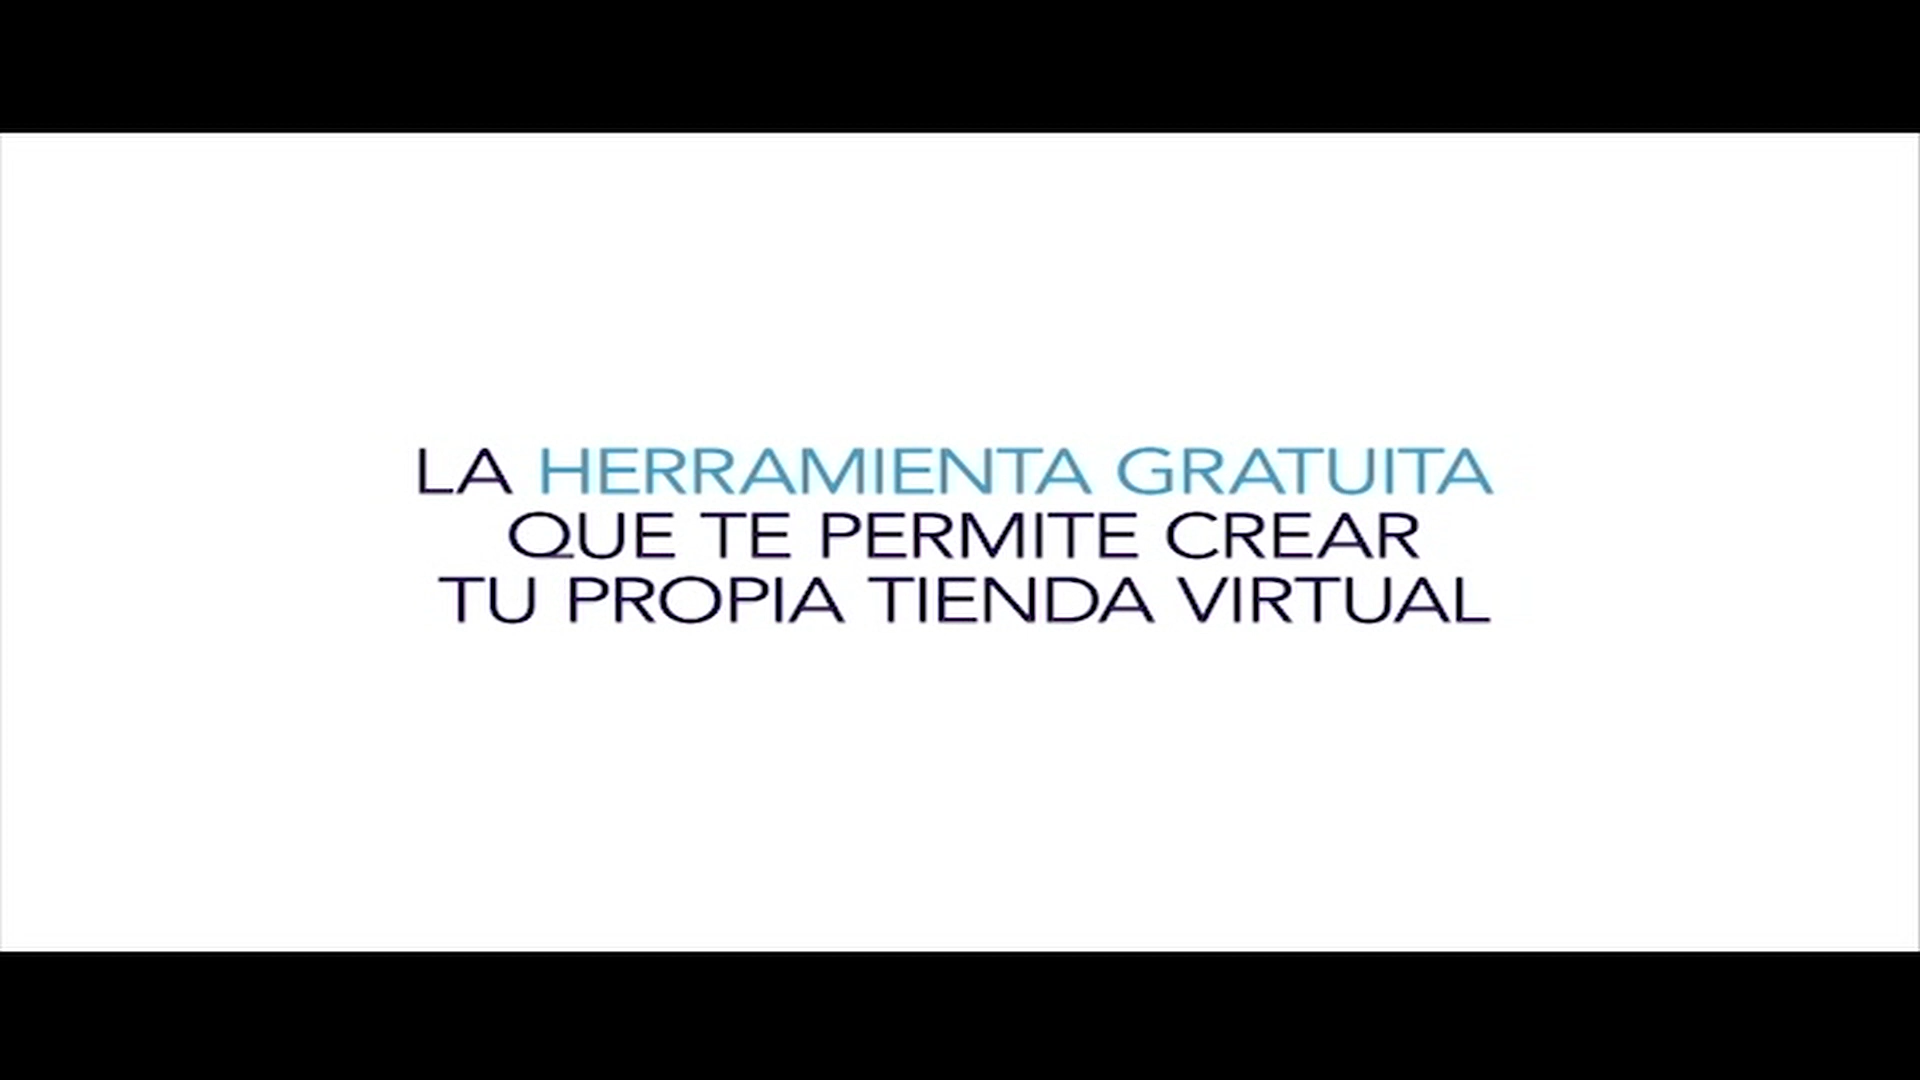 LA HERRAMIENTA GRATUITA
QUE TE PERMITE CREAR
TU PROPIA TIENDA VIRTUAL